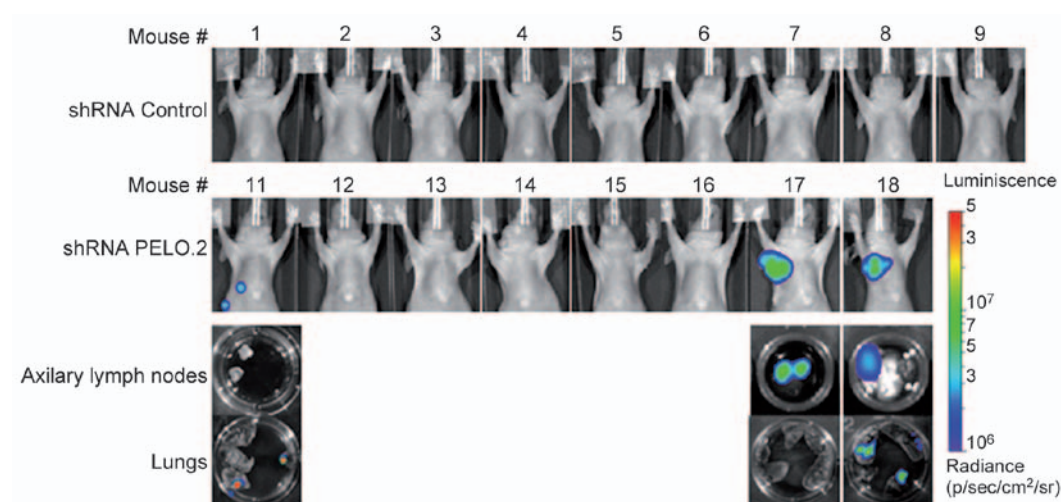 Mouse # 1 2 3 4 5 6 7 8 9
shRNA Control
Mouse # 11 12 13 14 15 16 17 18
Luminiscence
shRNA PELO.2
5
3
10⁷
7
5
3
10⁶
Axilary lymph nodes
Lungs
Radiance
(p/sec/cm²/sr)